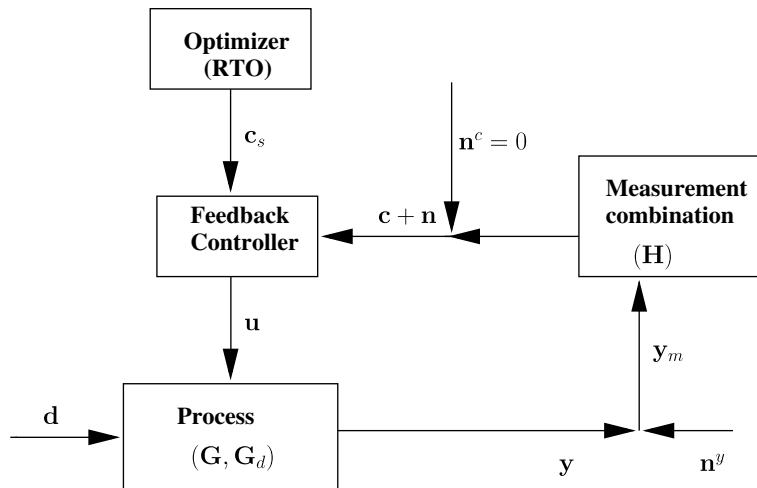 Optimizer
(RTO)
c_s
n^c = 0
Measurement
combination
(H)
Feedback
Controller
c + n
u
y_m
d
Process
(G, G_d)
y
n^y